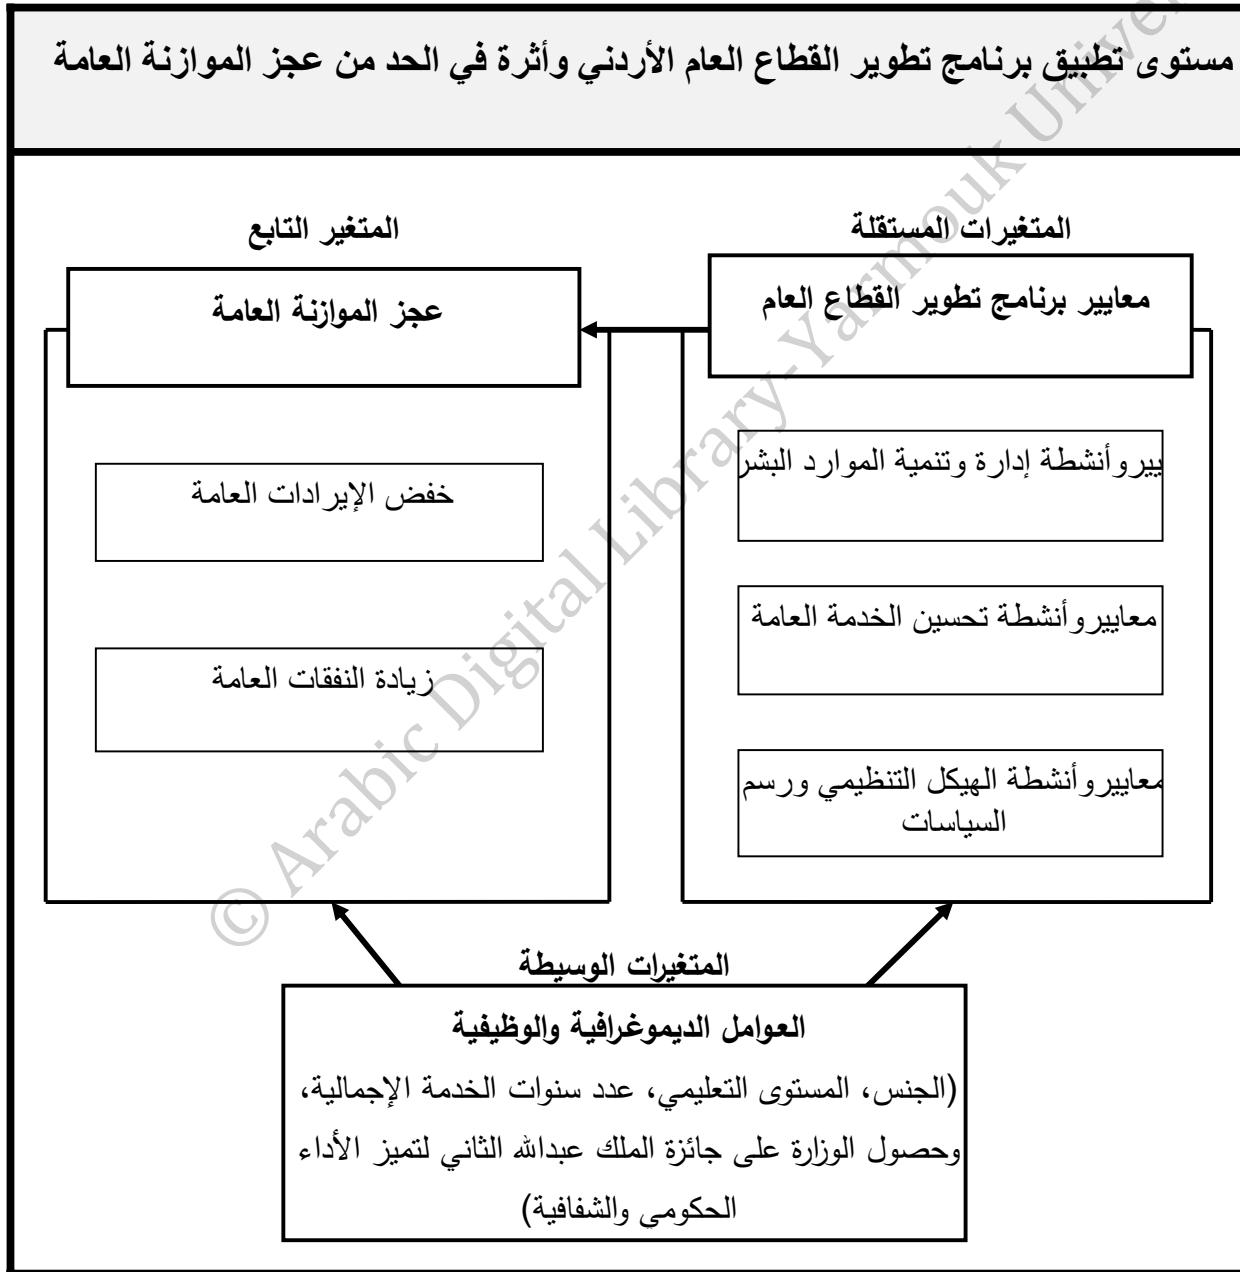 مستوى تطبيق برنامج تطوير القطاع العام الأردني وأثرة في الحد من عجز الموازنة العامة
المتغيرات المستقلة
معايير برنامج تطوير القطاع العام
ييروأنشطة إدارة وتنمية الموارد البشر
معاييروأنشطة تحسين الخدمة العامة
معاييروأنشطة الهيكل التنظيمي ورسم
السياسات
المتغير التابع
عجز الموازنة العامة
خفض الإيرادات العامة
زيادة النفقات العامة
المتغيرات الوسيطة
العوامل الديموغرافية والوظيفية
(الجنس، المستوى التعليمي، عدد سنوات الخدمة الإجمالية،
وحصول الوزارة على جائزة الملك عبدالله الثاني لتميز الأداء
الحكومي والشفافية)
© Arabic Digital Library-Yarmouk Univer